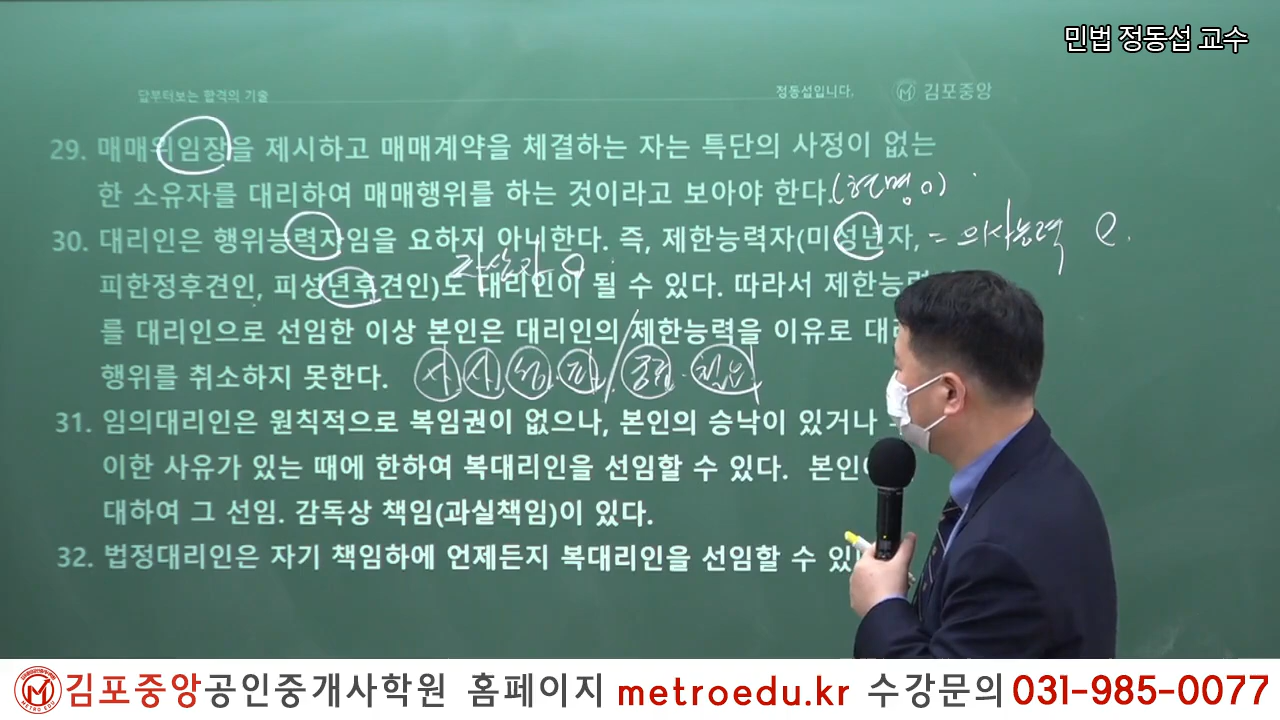 민법 정동섭 교수
답부터보는 합격의 기술
정동섭입니다.
김포중앙
29. 매매위임장을 제시하고 매매계약을 체결하는 자는 특단의 사정이 없는
한 소유자를 대리하여 매매행위를 하는 것이라고 보아야 한다. (현명 O)
30. 대리인은 행위능력자임을 요하지 아니한다. 즉, 제한능력자(미성년자, = 의사능력
피한정후견인, 피성년후견인)도 대리인이 될 수 있다. 따라서 제한능력
를 대리인으로 선임한 이상 본인은 대리인의 제한능력을 이유로 대리
행위를 취소하지 못한다.
31. 임의대리인은 원칙적으로 복임권이 없으나, 본인의 승낙이 있거나
이한 사유가 있는 때에 한하여 복대리인을 선임할 수 있다. 본인에
대하여 그 선임. 감독상 책임(과실책임)이 있다.
32. 법정대리인은 자기 책임하에 언제든지 복대리인을 선임할 수 있
METRO EDU
김포중앙공인중개사학원 홈페이지 metroedu.kr 수강문의 031-985-0077